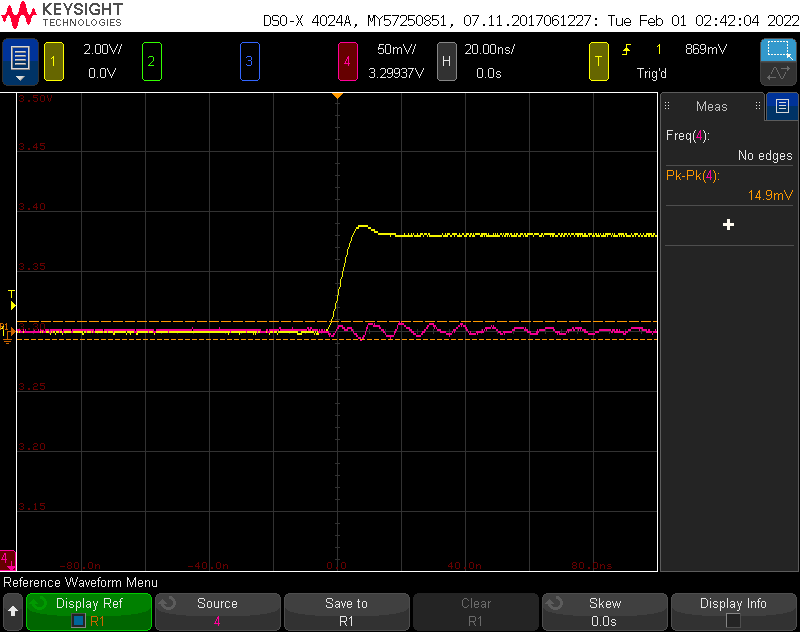 KEYSIGHT
TECHNOLOGIES
DSO-X 4024A, MY57250851, 07.11.2017061227: Tue Feb 01 02:42:04 2022
1 2.00V/ 0.0V
2
3
4 50mV/ 3.29937V
H 20.00ns/ 0.0s
T 1 869mV Trig'd
Meas
Freq(4):
No edges
Pk-Pk(4):
14.9mV
+
3.50V
3.45
3.40
3.35
T
3.30
3.25
3.20
3.15
4
-80.0n -40.0n 0.0 40.0n 80.0ns
Reference Waveform Menu
Display Ref R1
Source 4
Save to R1
Clear R1
Skew 0.0s
Display Info